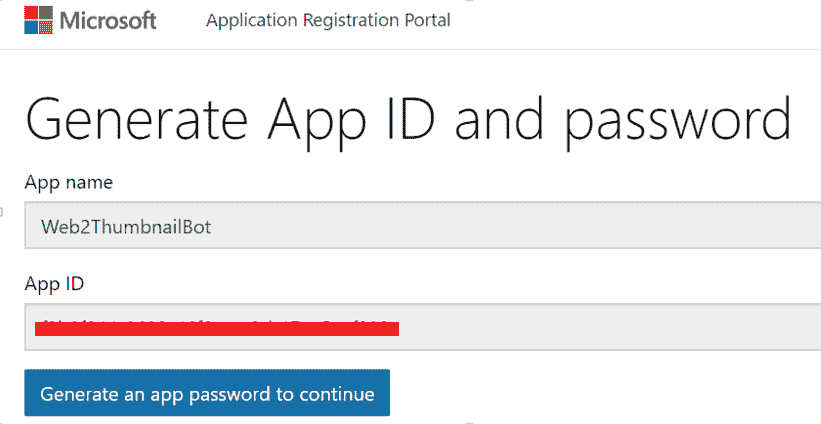 Microsoft Application Registration Portal
Generate App ID and password
App name
Web2ThumbnailBot
App ID
Generate an app password to continue